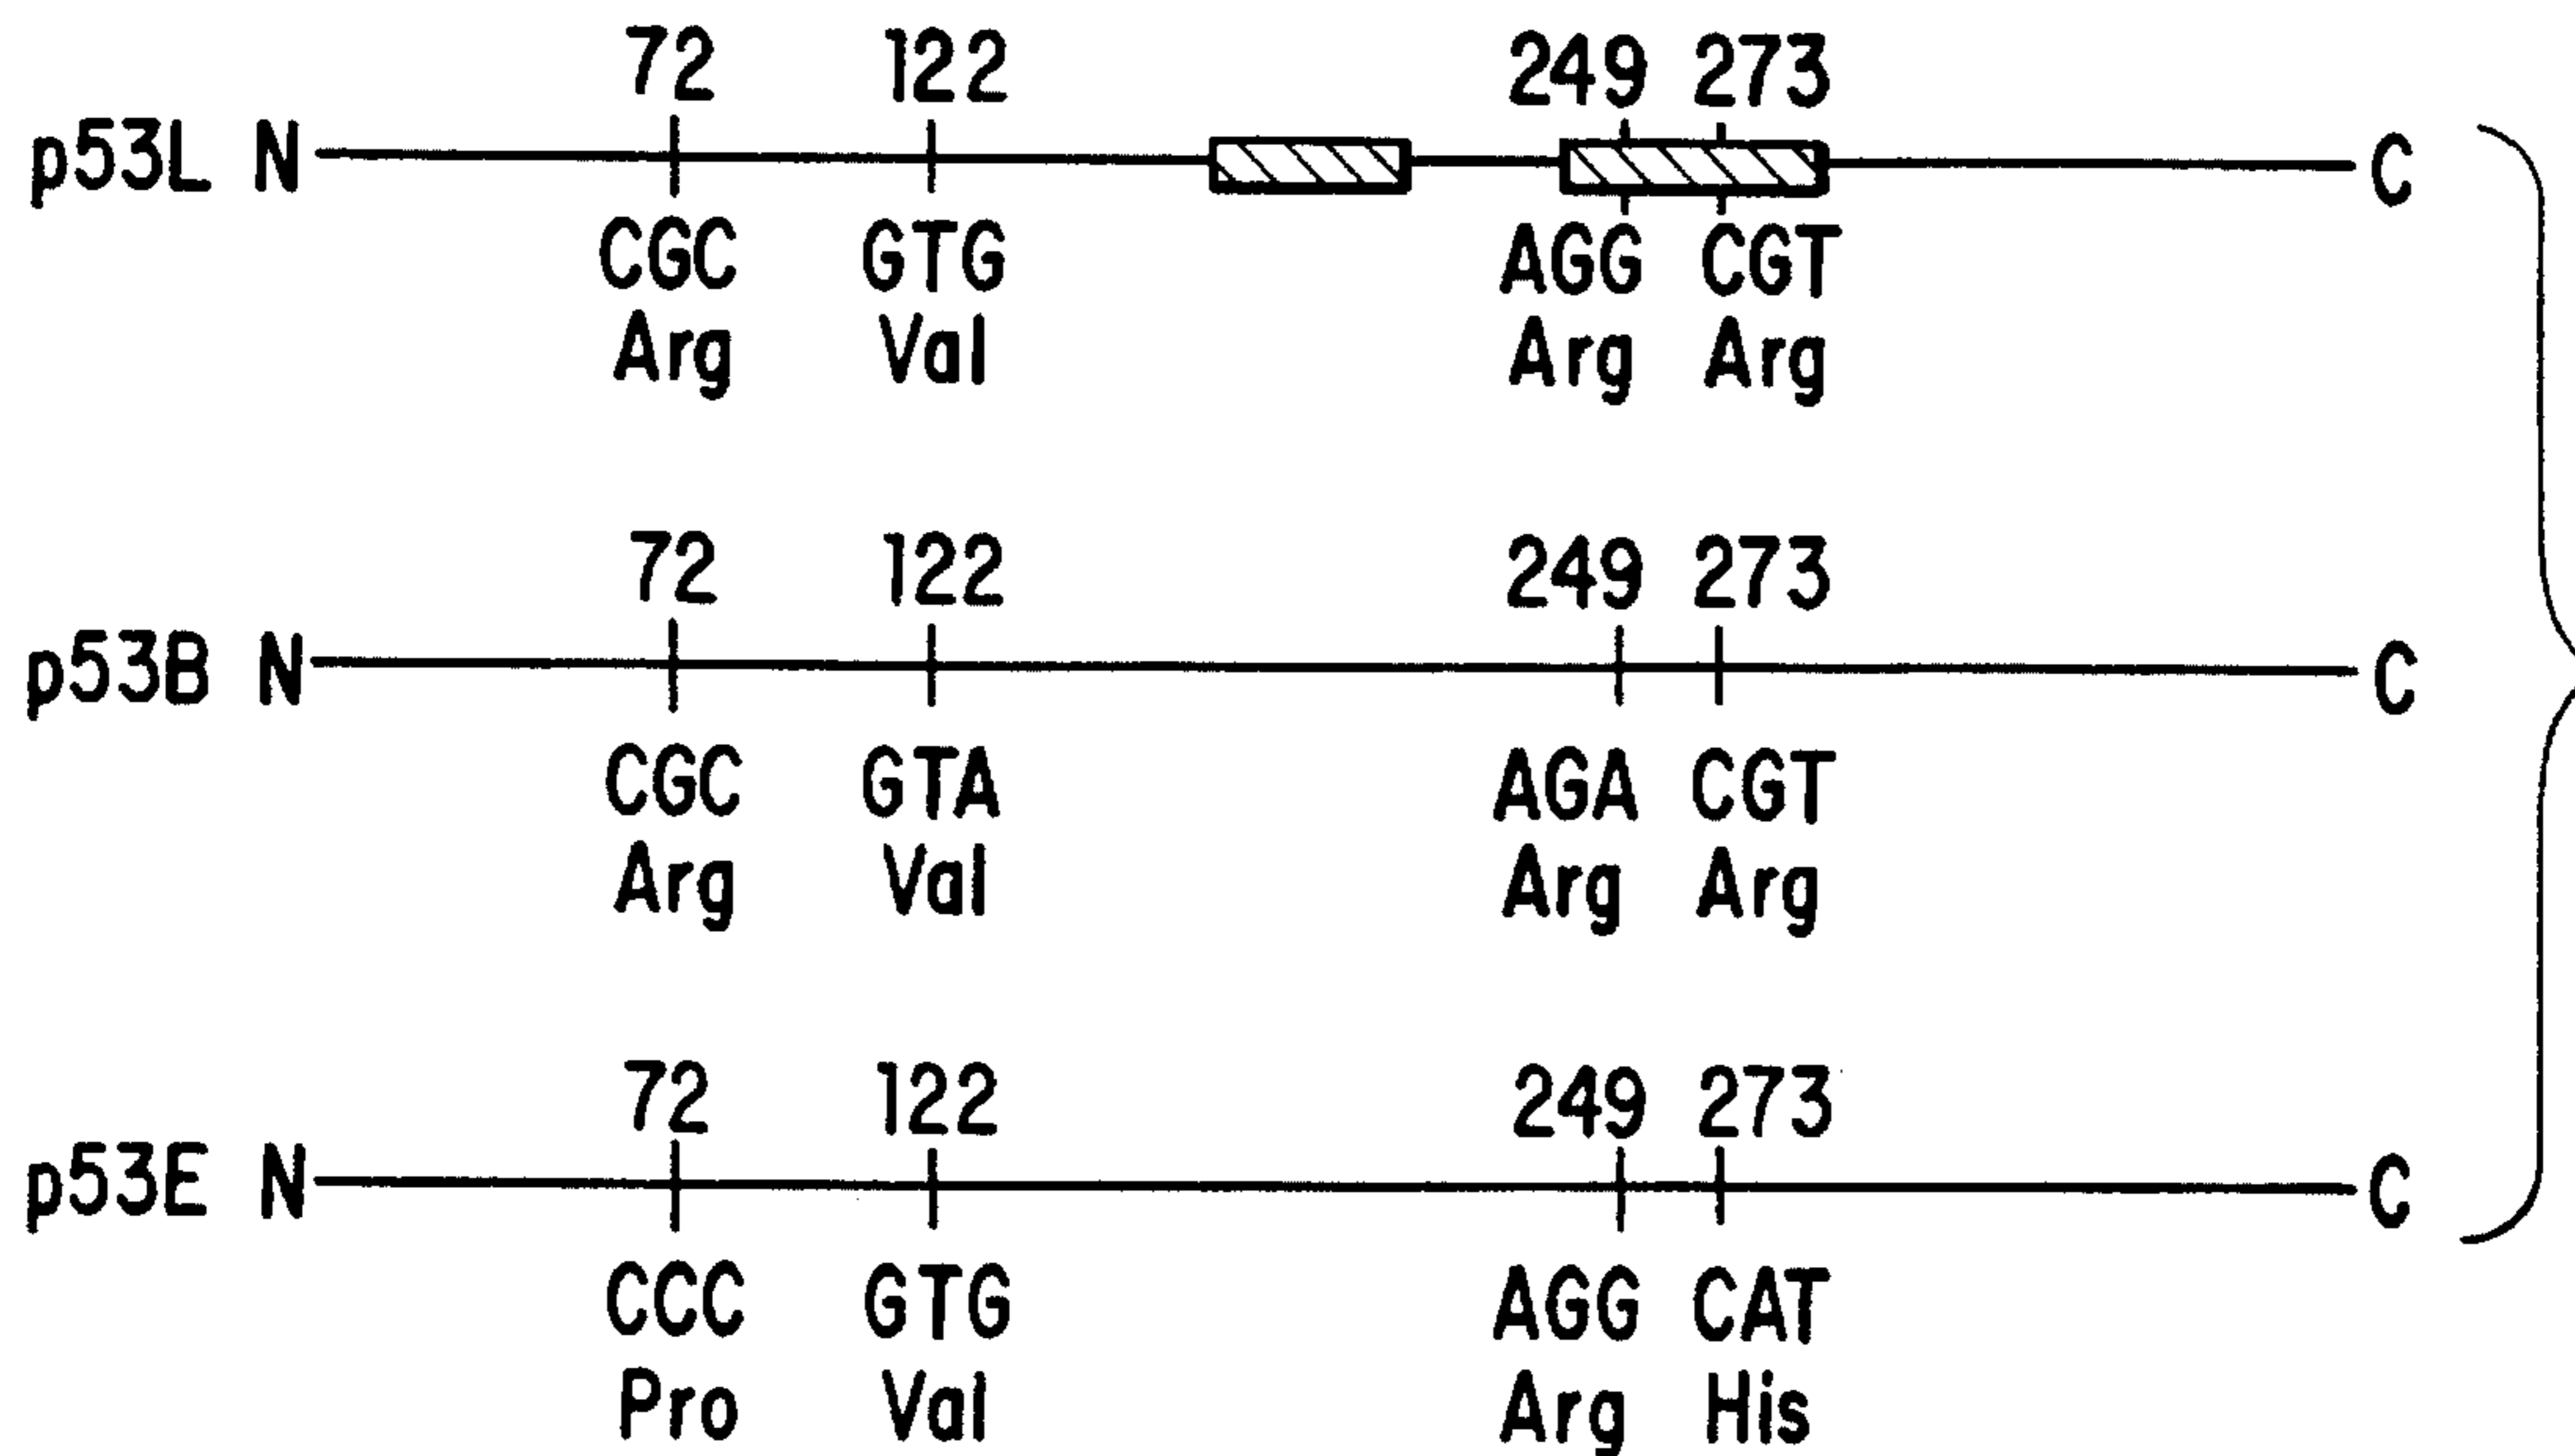 72 122 249 273
p53L N C
CGC GTG AGG CGT
Arg Val Arg Arg
72 122 249 273
p53B N C
CGC GTA AGA CGT
Arg Val Arg Arg
72 122 249 273
p53E N C
CCC GTG AGG CAT
Pro Val Arg His